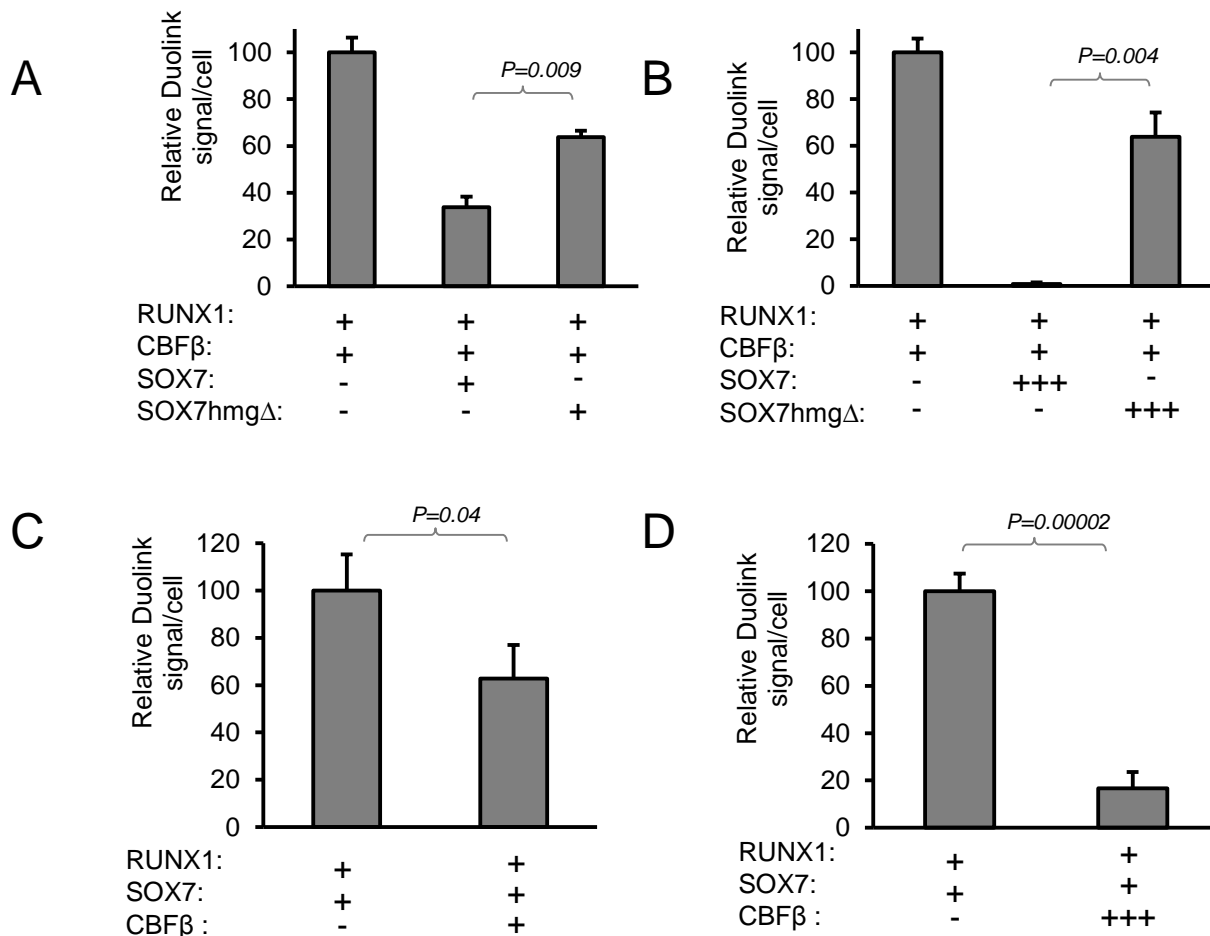 A
Relative Duolink
signal/cell
100
80
60
40
20
0
P=0.009
RUNX1: + + +
CBFβ: + + +
SOX7: - + -
SOX7hmgΔ: - - +
B
Relative Duolink
signal/cell
100
80
60
40
20
0
P=0.004
RUNX1: + + +
CBFβ: + + +
SOX7: - +++ -
SOX7hmgΔ: - - +++
C
Relative Duolink
signal/cell
120
100
80
60
40
20
0
P=0.04
RUNX1: + +
SOX7: + +
CBFβ : - +
D
Relative Duolink
signal/cell
120
100
80
60
40
20
0
P=0.00002
RUNX1: + +
SOX7: + +
CBFβ : - +++